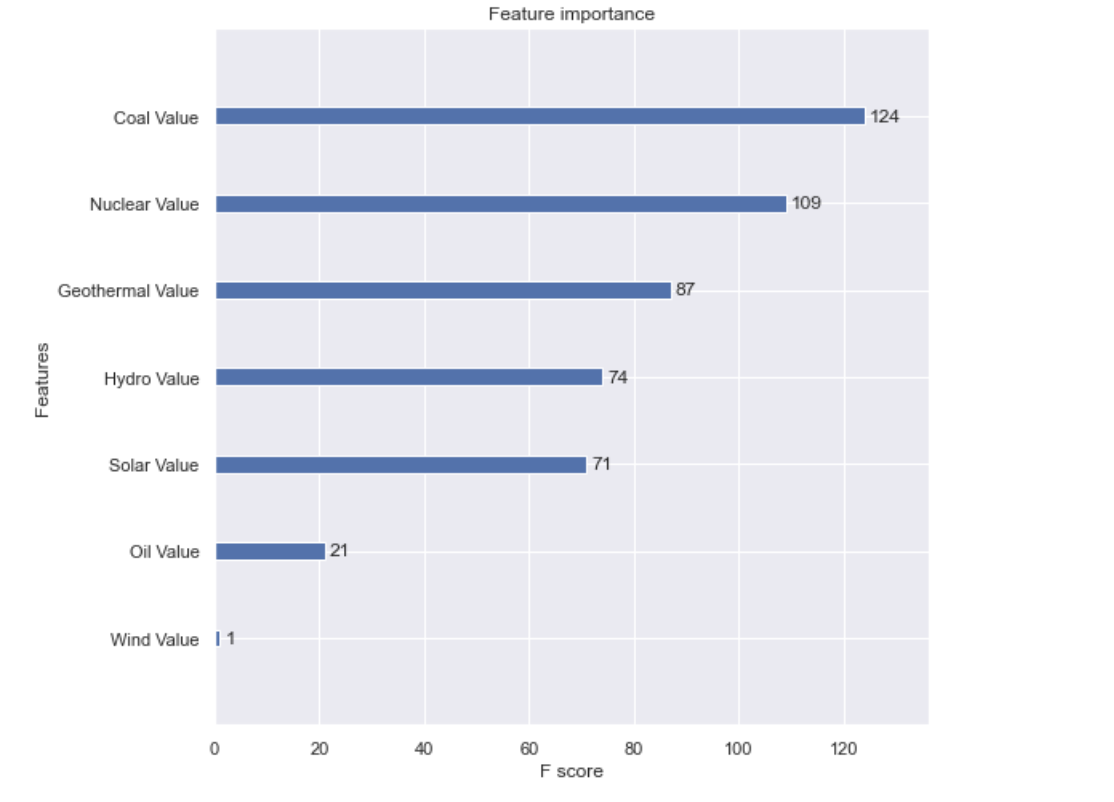 Feature importance
Coal Value 124
Nuclear Value 109
Geothermal Value 87
Hydro Value 74
Solar Value 71
Oil Value 21
Wind Value 1
Features
0 20 40 60 80 100 120
F score